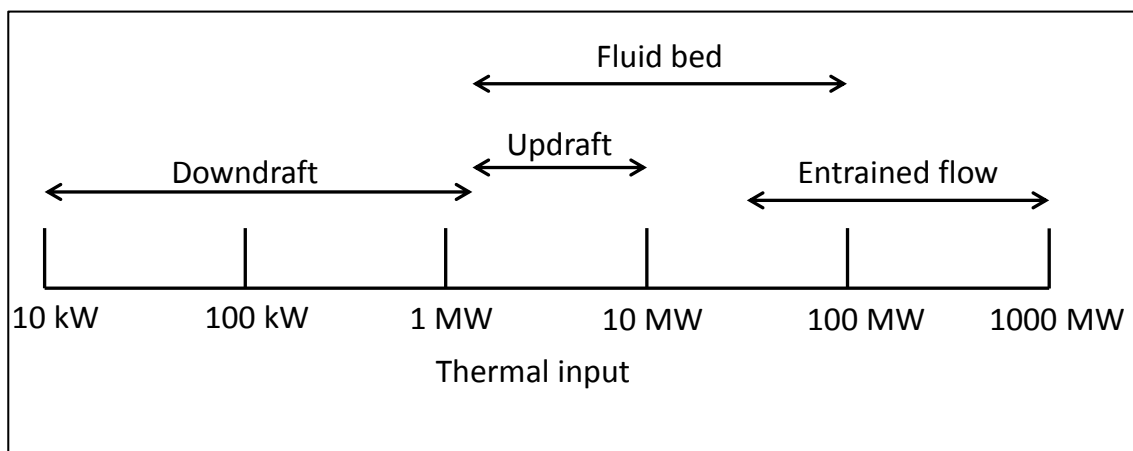 Fluid bed
Updraft
Downdraft
Entrained flow
10 kW
100 kW
1 MW
10 MW
100 MW
1000 MW
Thermal input